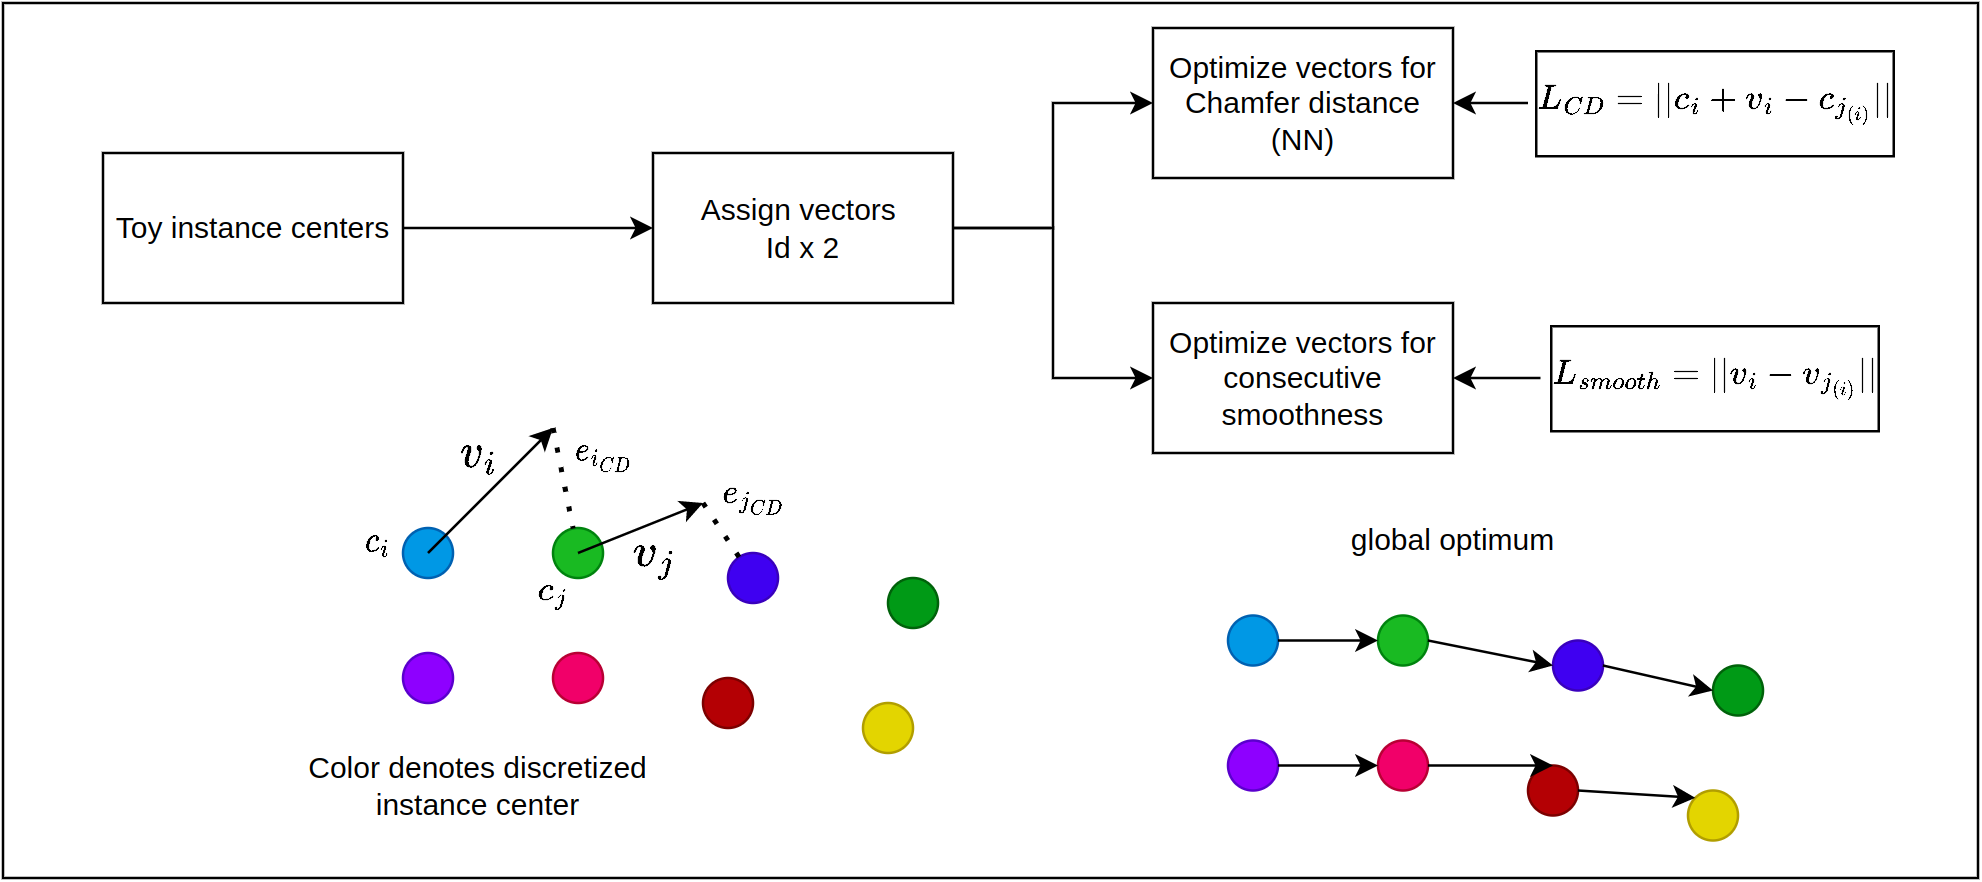 Toy instance centers
Assign vectors
Id x 2
Optimize vectors for
Chamfer distance
(NN)
L_{CD} = ||c_i + v_i − c_{j_{(i)}}||
Optimize vectors for
consecutive
smoothness
L_{smooth} = ||v_i − v_{j_{(i)}}||
v_i
e_{i_{CD}}
e_{j_{CD}}
c_i
v_j
c_j
Color denotes discretized
instance center
global optimum